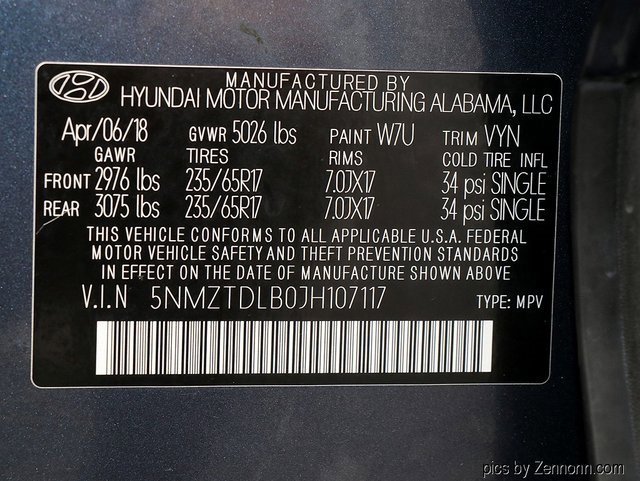 MANUFACTURED BY
HYUNDAI MOTOR MANUFACTURING ALABAMA, LLC
Apr/06/18 GVWR 5026 lbs PAINT W7U TRIM VYN
GAWR TIRES RIMS COLD TIRE INFL
FRONT 2976 lbs 235/65R17 7.0JX17 34 psi SINGLE
REAR 3075 lbs 235/65R17 7.0JX17 34 psi SINGLE
THIS VEHICLE CONFORMS TO ALL APPLICABLE U.S.A. FEDERAL
MOTOR VEHICLE SAFETY AND THEFT PREVENTION STANDARDS
IN EFFECT ON THE DATE OF MANUFACTURE SHOWN ABOVE
V.I.N 5NMZTDLB0JH107117 TYPE: MPV
pics by Zennonn.com